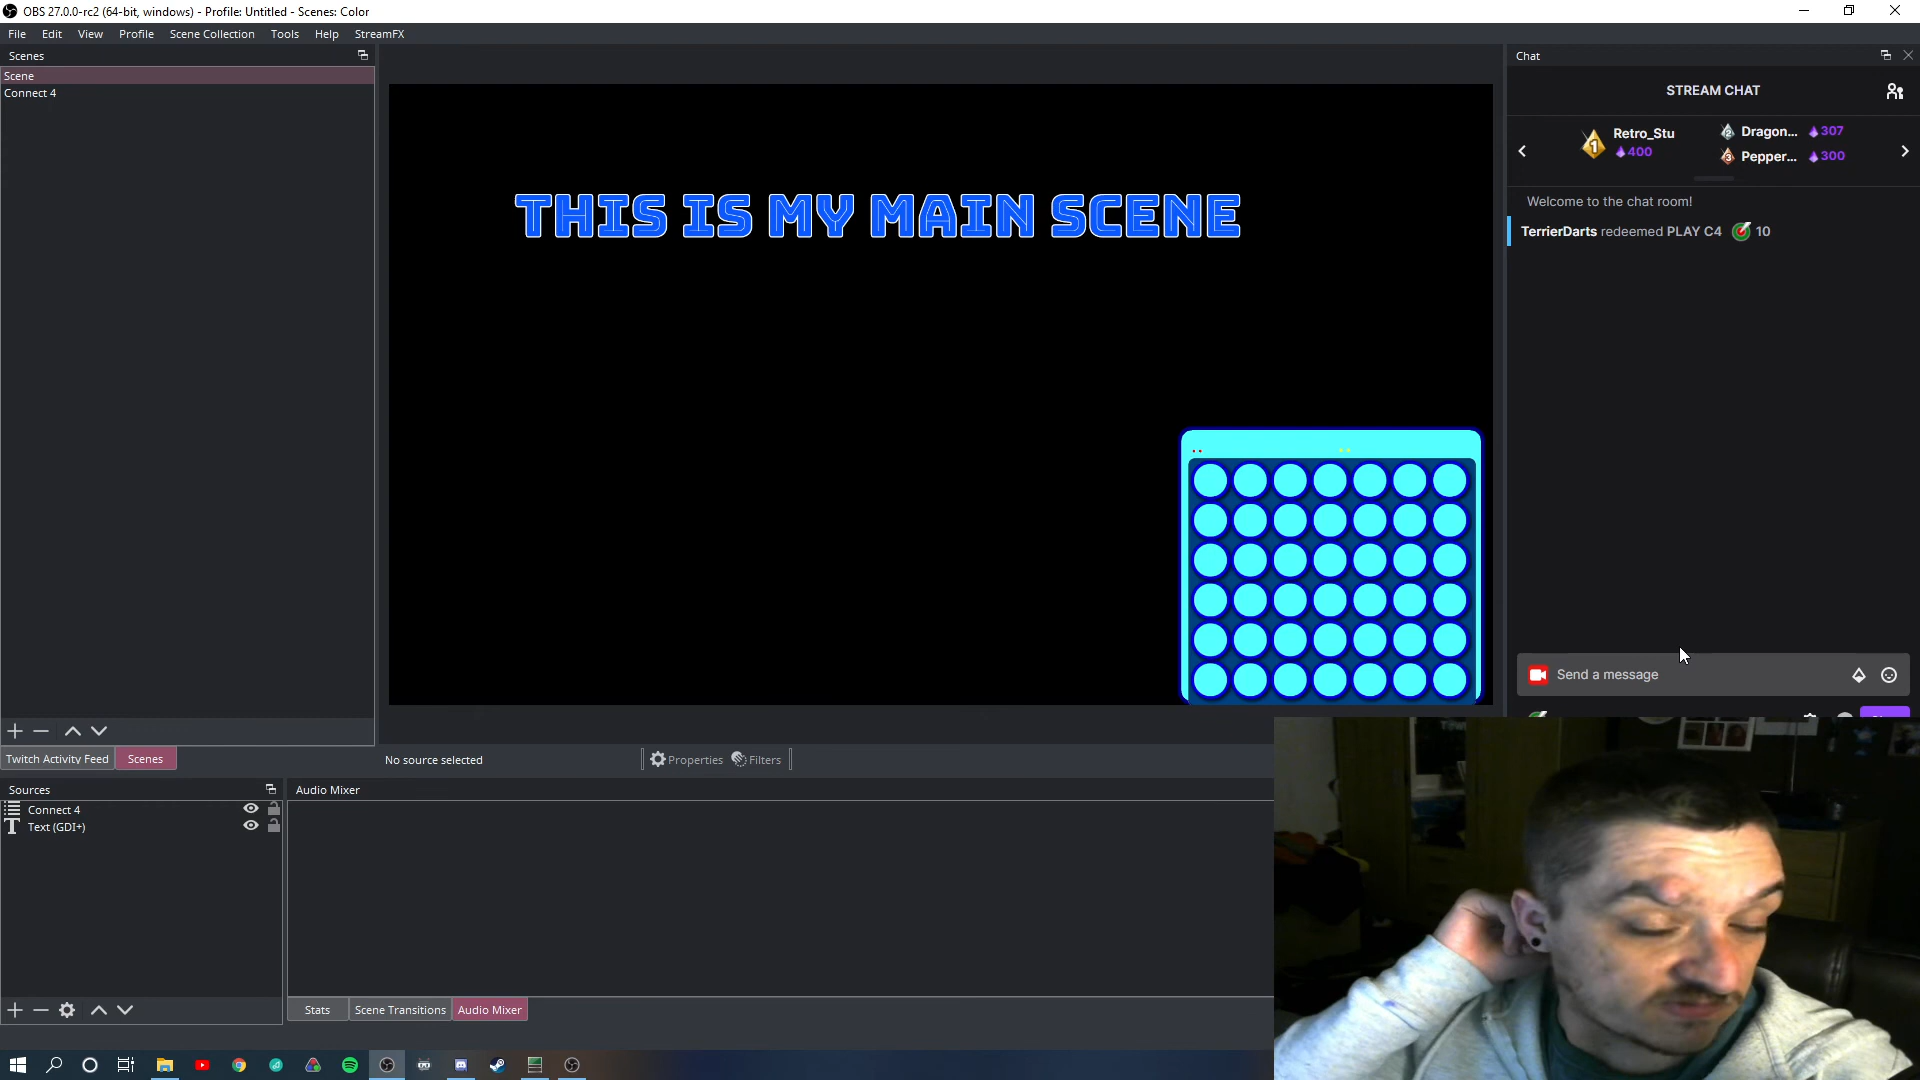 OBS 27.0.0-rc2 (64-bit, windows) - Profile: Untitled - Scenes: Color
File Edit View Profile Scene Collection Tools Help StreamFX
Scenes
Scene
Connect 4
THIS IS MY MAIN SCENE
Chat
STREAM CHAT
1 Retro_Stu
400
2 Dragon... 307
3 Pepper... 300
Welcome to the chat room!
TerrierDarts redeemed PLAY C4 10
Send a message
Twitch Activity Feed Scenes
No source selected Properties Filters
Sources
Connect 4
Text (GDI+)
Audio Mixer
Stats Scene Transitions Audio Mixer